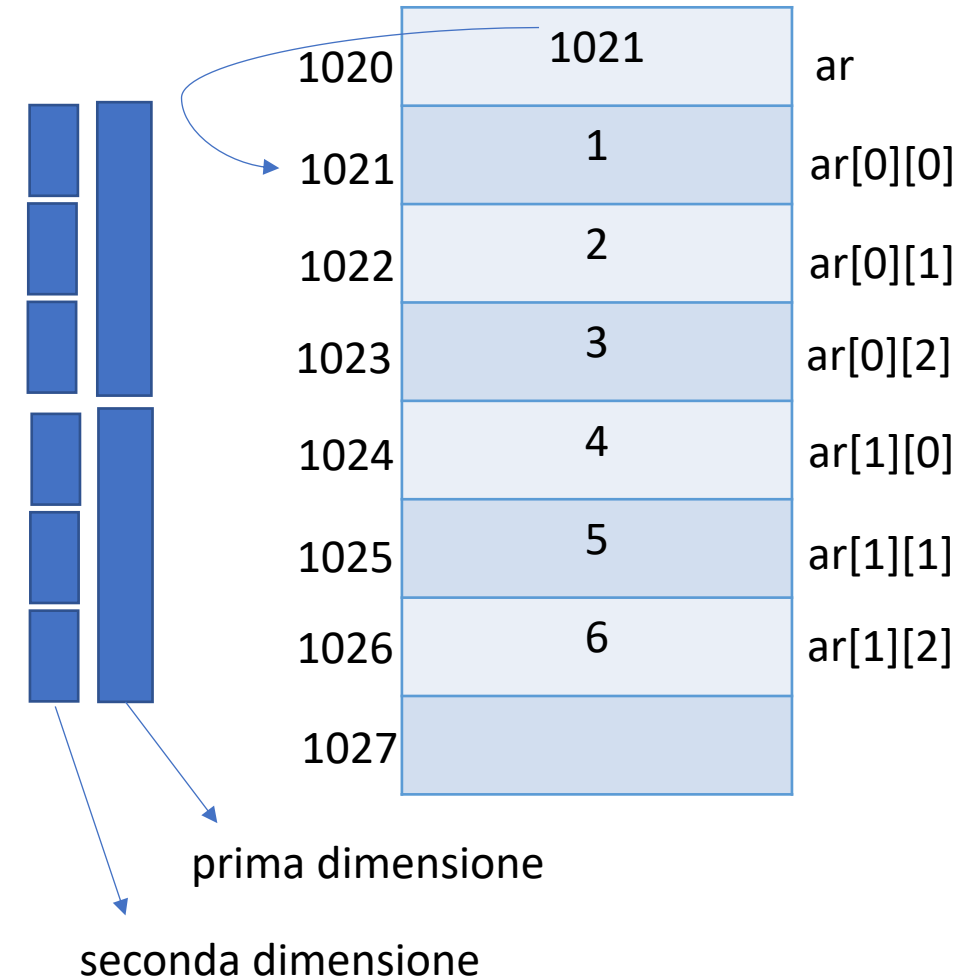 1020 1021 ar
1021 1 ar[0][0]
1022 2 ar[0][1]
1023 3 ar[0][2]
1024 4 ar[1][0]
1025 5 ar[1][1]
1026 6 ar[1][2]
1027
prima dimensione
seconda dimensione